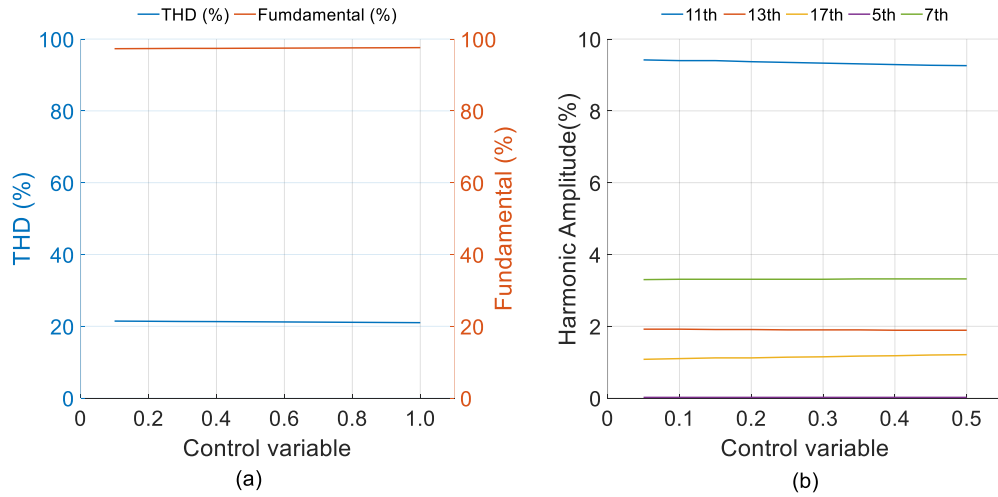 THD (%) Fumdamental (%)
100 100
80 80
60 60
40 40
20 20
0 0
THD (%)
Fundamental (%)
0 0.2 0.4 0.6 0.8 1.0
Control variable
(a)
11th 13th 17th 5th 7th
10
8
6
4
2
0
Harmonic Amplitude(%)
0 0.1 0.2 0.3 0.4 0.5
Control variable
(b)